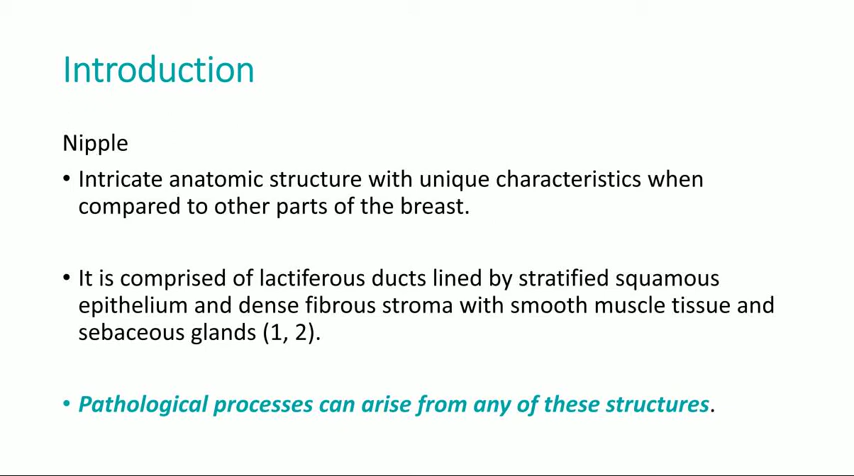 Introduction
Nipple
• Intricate anatomic structure with unique characteristics when
compared to other parts of the breast.
• It is comprised of lactiferous ducts lined by stratified squamous
epithelium and dense fibrous stroma with smooth muscle tissue and
sebaceous glands (1, 2).
• Pathological processes can arise from any of these structures.